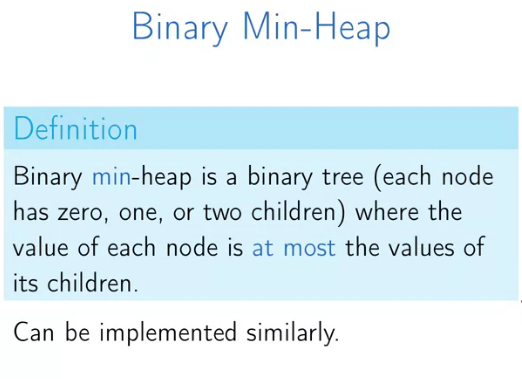 Binary Min-Heap
Definition
Binary min-heap is a binary tree (each node
has zero, one, or two children) where the
value of each node is at most the values of
its children.
Can be implemented similarly.